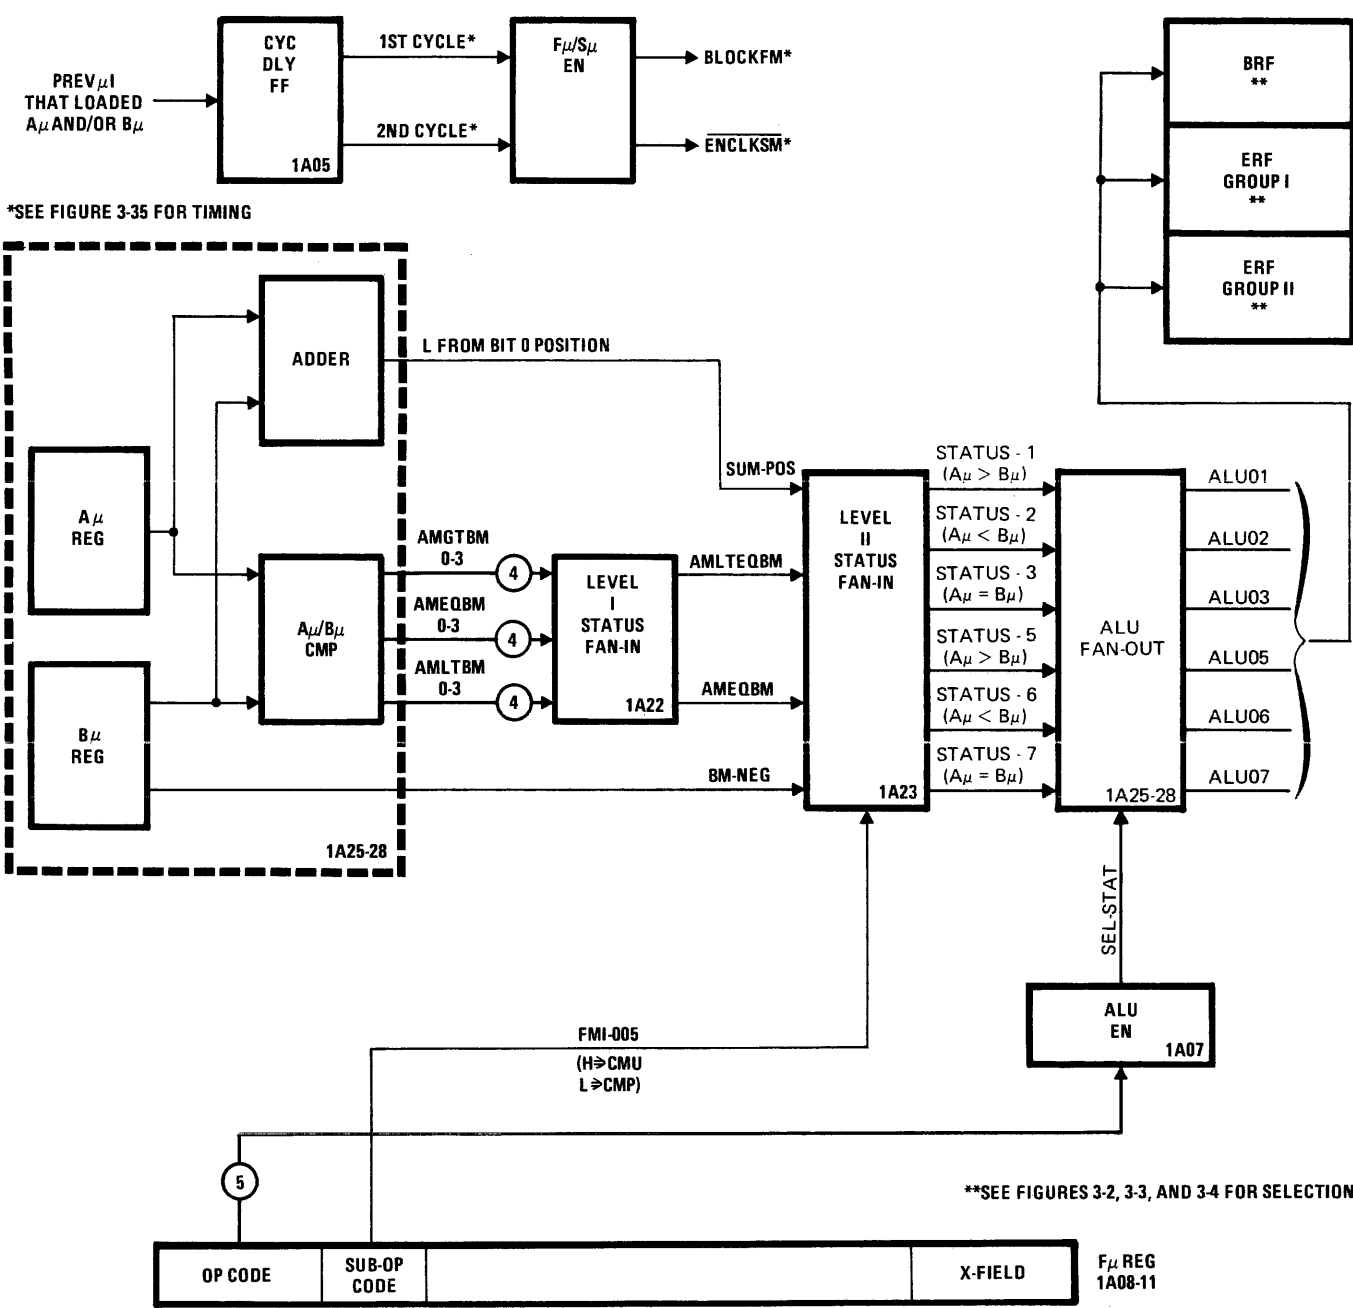 CYC
DLY
FF
1A05
PREV μI
THAT LOADED
Aμ AND/OR Bμ
1ST CYCLE*
2ND CYCLE*
Fμ/Sμ
EN
BLOCKFM*
ENCLKSM*
BRF
**
ERF
GROUP I
**
ERF
GROUP II
**
*SEE FIGURE 3-35 FOR TIMING
ADDER
L FROM BIT 0 POSITION
SUM-POS
Aμ
REG
Bμ
REG
Aμ/Bμ
CMP
1A25-28
AMGTBM
0-3
4
AMEQBM
0-3
4
AMLTBM
0-3
4
LEVEL
I
STATUS
FAN-IN
1A22
AMLTEQBM
AMEQBM
BM-NEG
LEVEL
II
STATUS
FAN-IN
1A23
STATUS - 1
(Aμ > Bμ)
STATUS - 2
(Aμ < Bμ)
STATUS - 3
(Aμ = Bμ)
STATUS - 5
(Aμ > Bμ)
STATUS - 6
(Aμ < Bμ)
STATUS - 7
(Aμ = Bμ)
ALU
FAN-OUT
1A25-28
ALU01
ALU02
ALU03
ALU05
ALU06
ALU07
SEL-STAT
ALU
EN
1A07
FMI-005
(H⇒CMU
L⇒CMP)
5
**SEE FIGURES 3-2, 3-3, AND 3-4 FOR SELECTION
OP CODE
SUB-OP
CODE
X-FIELD
Fμ REG
1A08-11